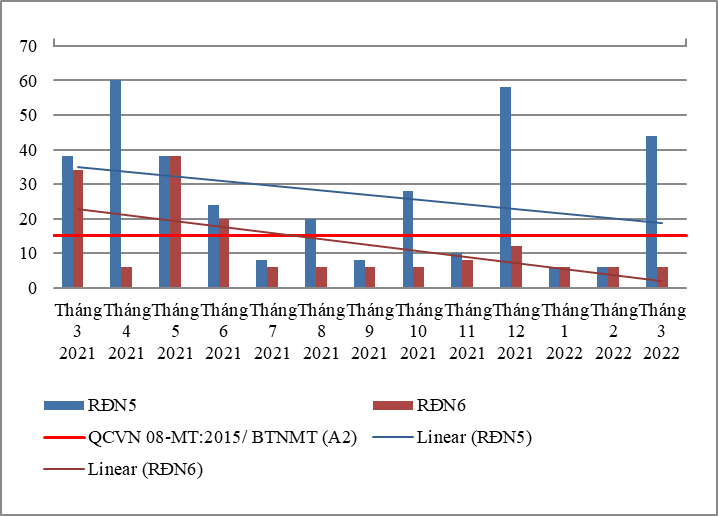 70
60
50
40
30
20
10
0
Tháng Tháng Tháng Tháng Tháng Tháng Tháng Tháng Tháng Tháng Tháng Tháng Tháng
3 4 5 6 7 8 9 10 11 12 1 2 3
2021 2021 2021 2021 2021 2021 2021 2021 2021 2021 2022 2022 2022
RĐN5 RĐN6
QCVN 08-MT:2015/ BTNMT (A2) Linear (RĐN5)
Linear (RĐN6)